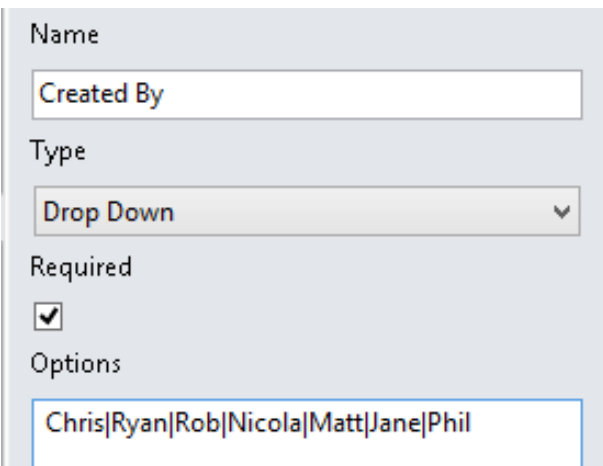 Name
Created By
Type
Drop Down
Required
Options
Chris|Ryan|Rob|Nicola|Matt|Jane|Phil